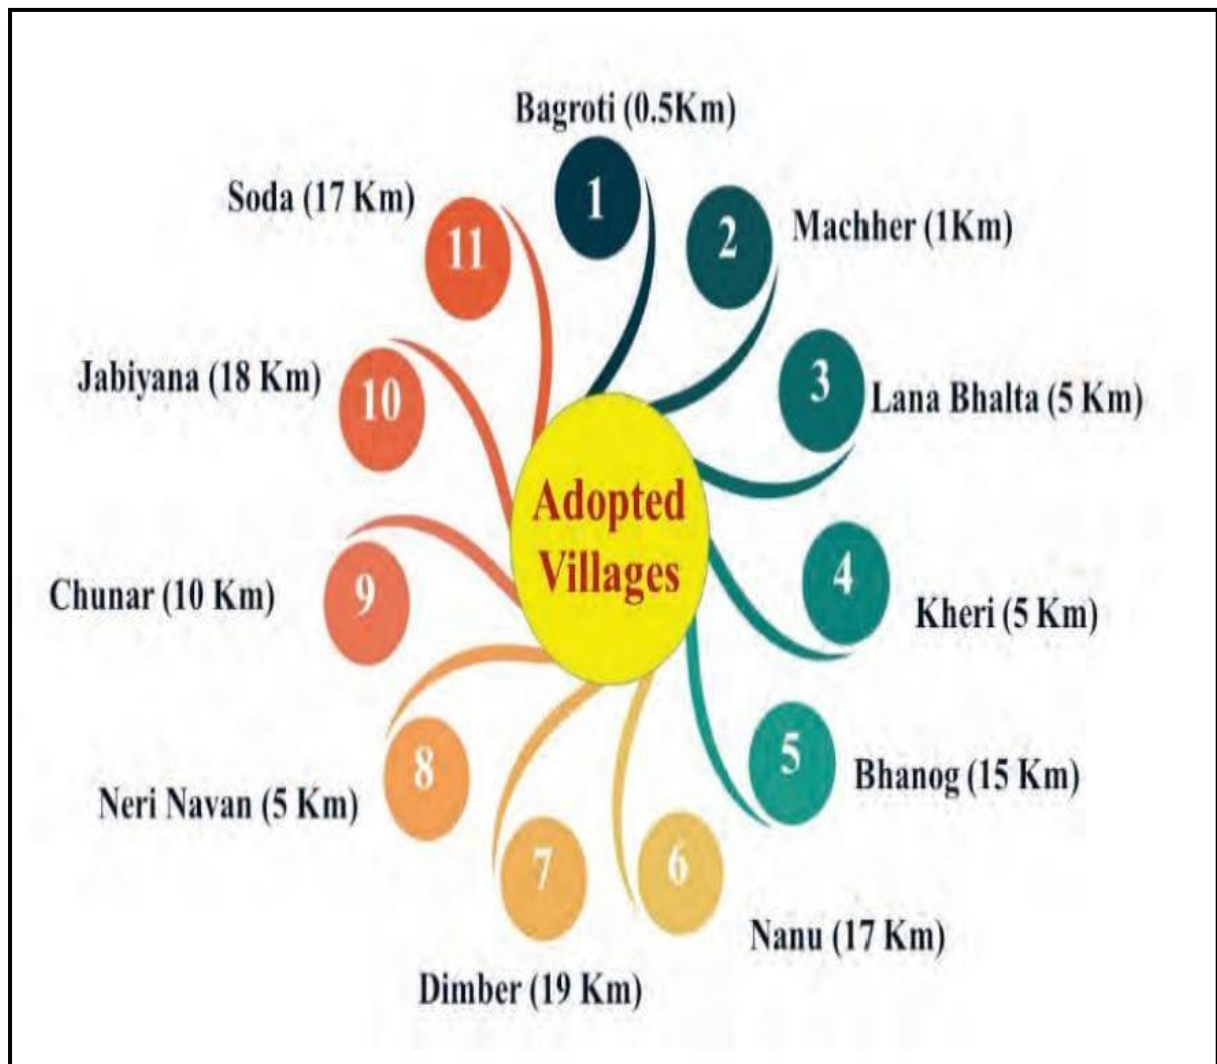 Bagroti (0.5Km)
1
Machher (1Km)
2
Lana Bhalta (5 Km)
3
Kheri (5 Km)
4
Bhanog (15 Km)
5
Nanu (17 Km)
6
Dimber (19 Km)
7
Neri Navan (5 Km)
8
Chunar (10 Km)
9
Jabiyana (18 Km)
10
Soda (17 Km)
11
Adopted
Villages